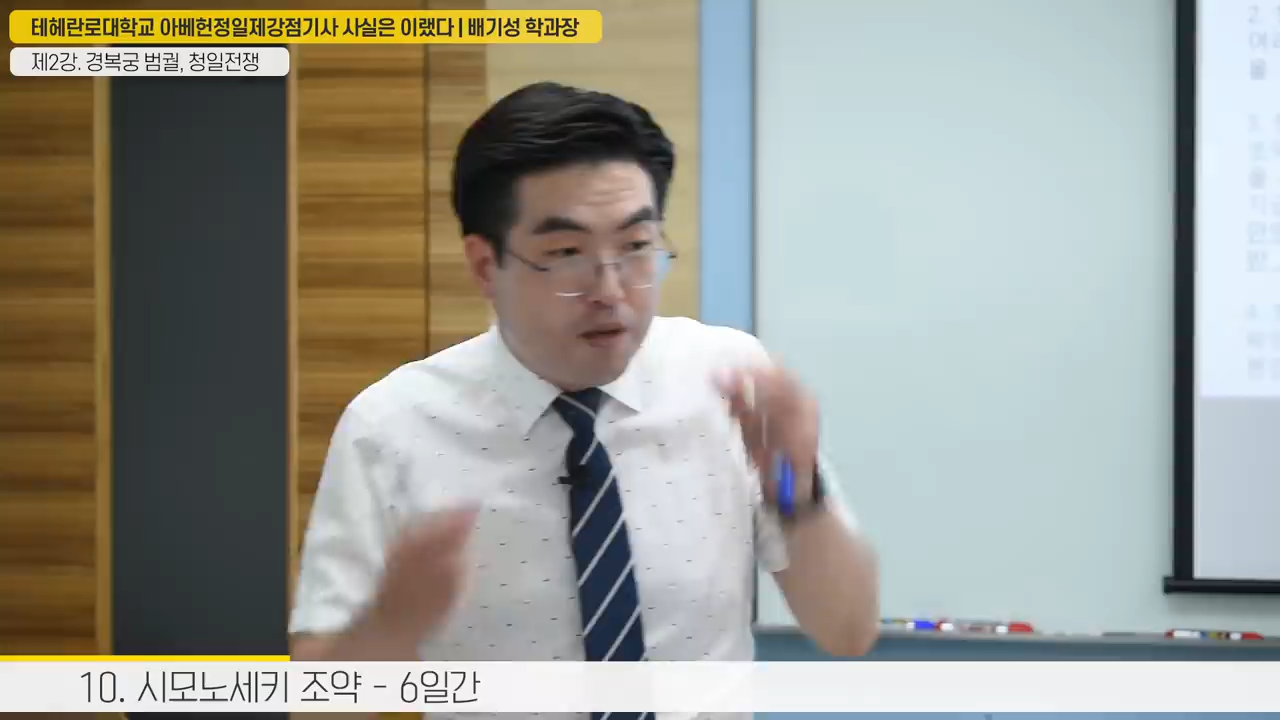 테헤란로대학교 아베헌정일제강점기사 사실은 이랬다 | 배기성 학과장
제2강. 경복궁 범궐, 청일전쟁
10. 시모노세키 조약 - 6일간